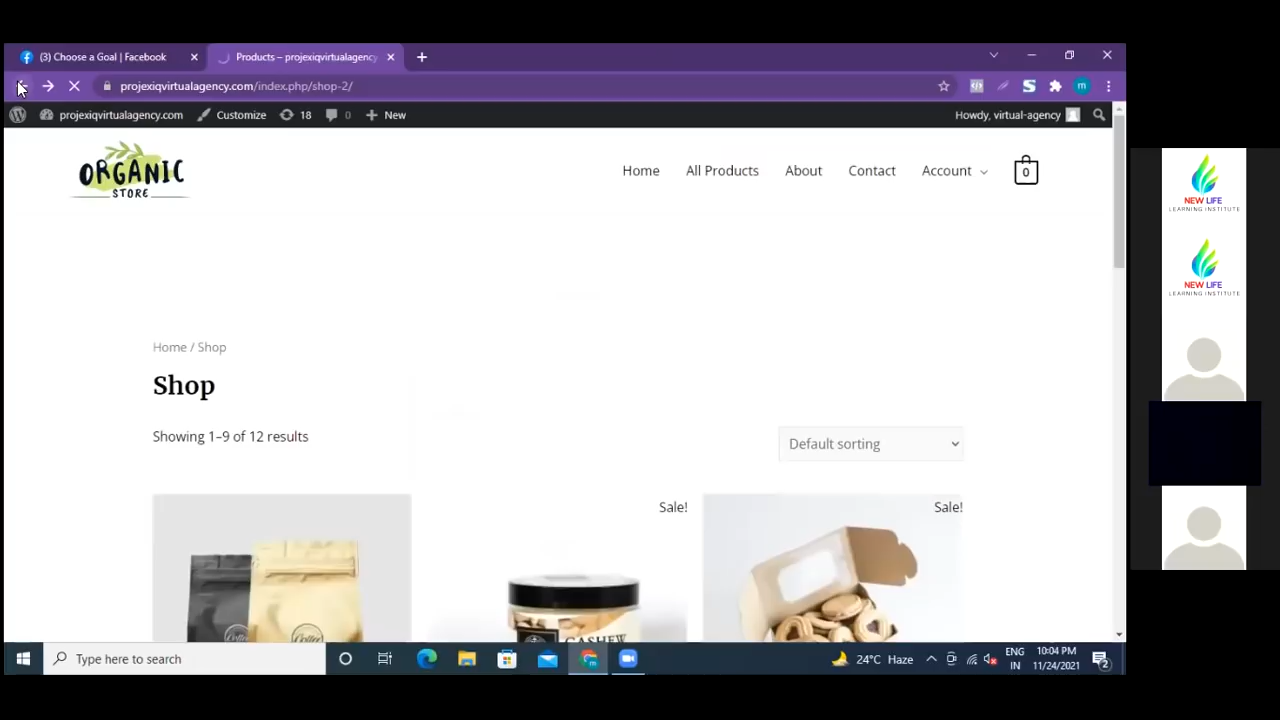 (3) Choose a Goal | Facebook
Products – projexiqvirtualagency
projexiqvirtualagency.com/index.php/shop-2/
m
projexiqvirtualagency.com
Customize
18
0
New
Howdy, virtual-agency
ORGANIC
STORE
Home
All Products
About
Contact
Account
0
NEW LIFE
LEARNING INSTITUTE
NEW LIFE
LEARNING INSTITUTE
Home / Shop
Shop
Showing 1–9 of 12 results
Default sorting
Sale!
Sale!
Coffee
Coffee
CASHEW
Type here to search
24°C Haze
ENG
IN
10:04 PM
11/24/2021
2